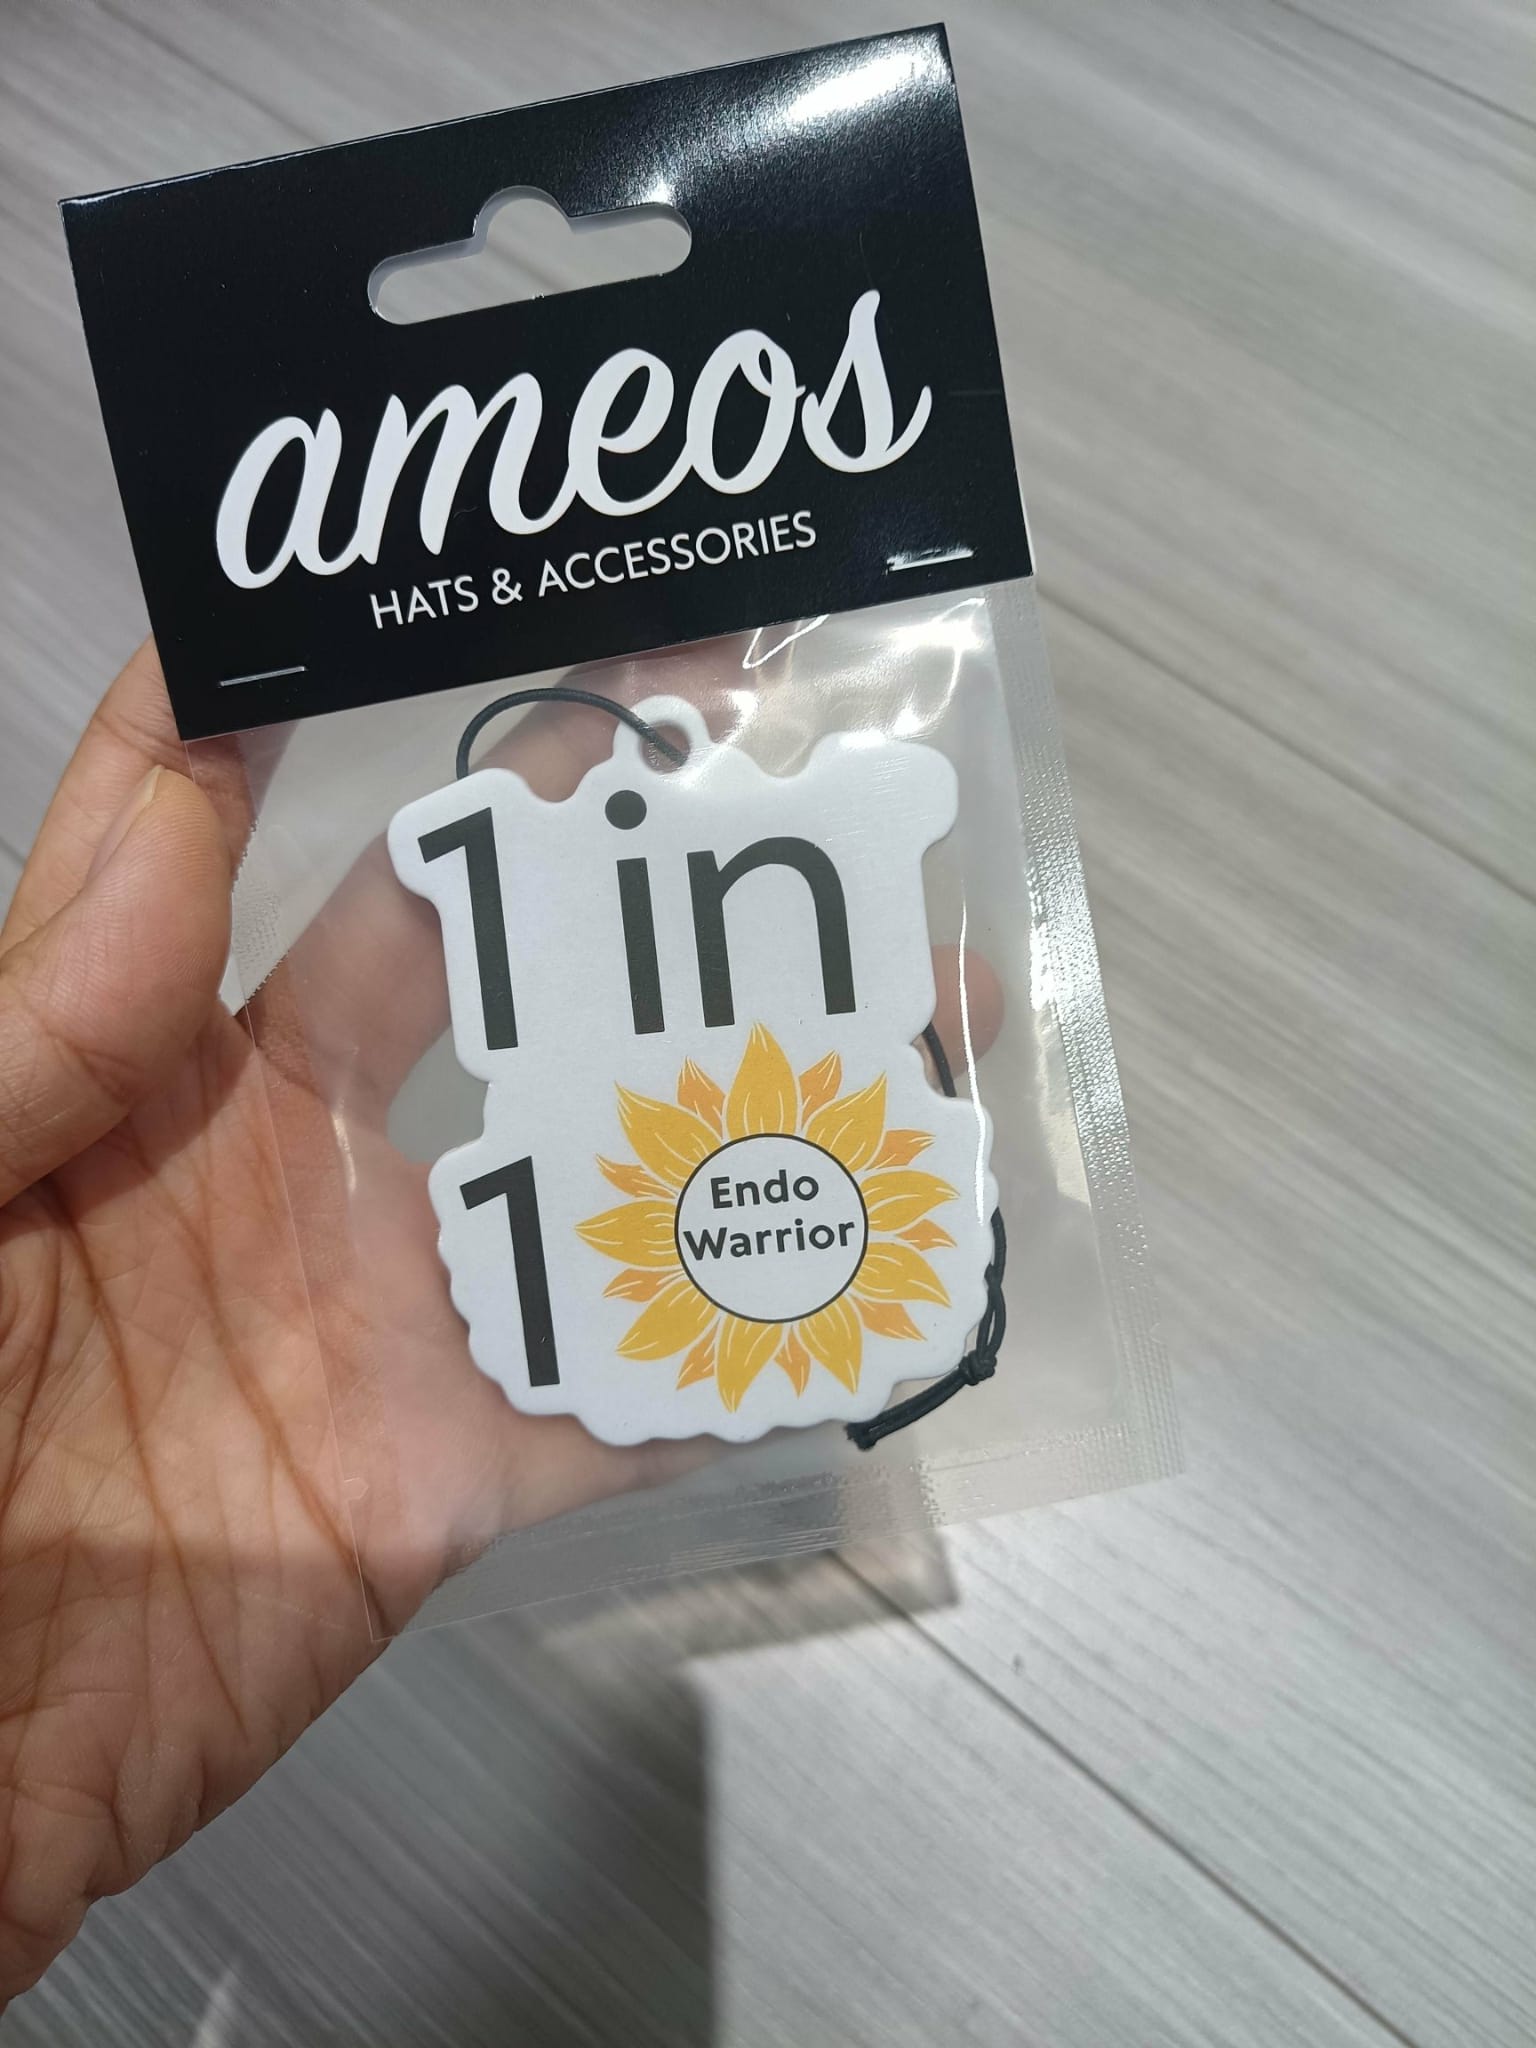 ameos
HATS & ACCESSORIES
1 in
1
Endo
Warrior